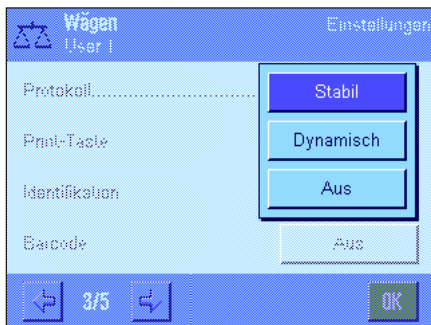 Wägen
Einstellungen
User 1
Protokoll
Stabil
Print-Taste
Dynamisch
Identifikation
Aus
Barcode
Aus
3/5
OK